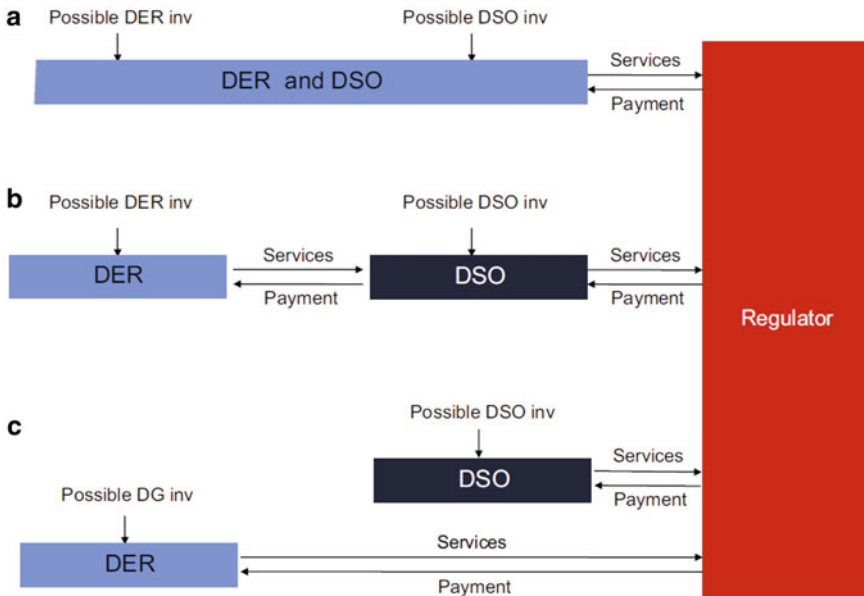 a
Possible DER inv
Possible DSO inv
DER and DSO
Services
Payment
b
Possible DER inv
Possible DSO inv
DER
Services
Payment
DSO
Services
Payment
Regulator
c
Possible DSO inv
DSO
Services
Payment
Possible DG inv
DER
Services
Payment